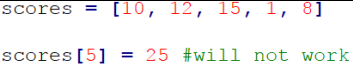 scores = [10, 12, 15, 1, 8]
scores[5] = 25 #will not work